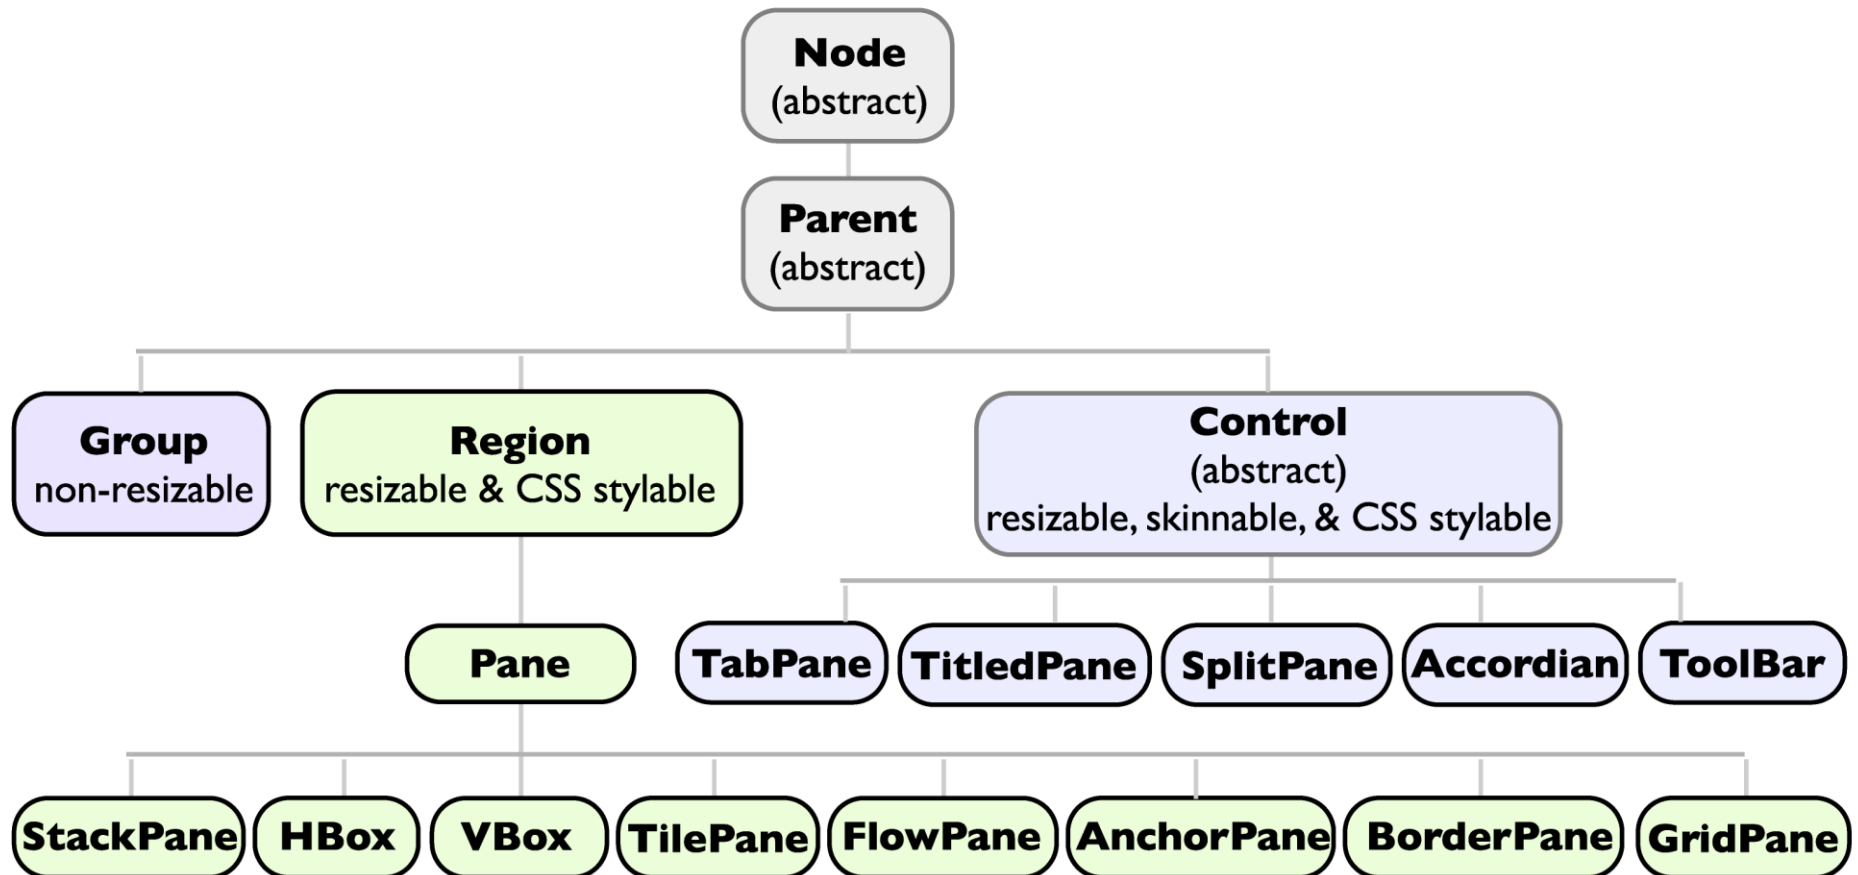 Node
(abstract)
Parent
(abstract)
Group
non-resizable
Region
resizable & CSS stylable
Control
(abstract)
resizable, skinnable, & CSS stylable
Pane
TabPane
TitledPane
SplitPane
Accordian
ToolBar
StackPane
HBox
VBox
TilePane
FlowPane
AnchorPane
BorderPane
GridPane